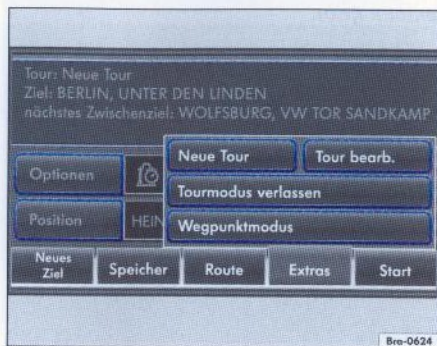 Tour: Neue Tour
Ziel: BERLIN, UNTER DEN LINDEN
nächstes Zwischenziel: WOLFSBURG, VW TOR SANDKAMP
Neue Tour Tour bearb.
Optionen
Tourmodus verlassen
Position HEIN
Wegpunktmodus
Neues Ziel Speicher Route Extras Start
Bra-0624